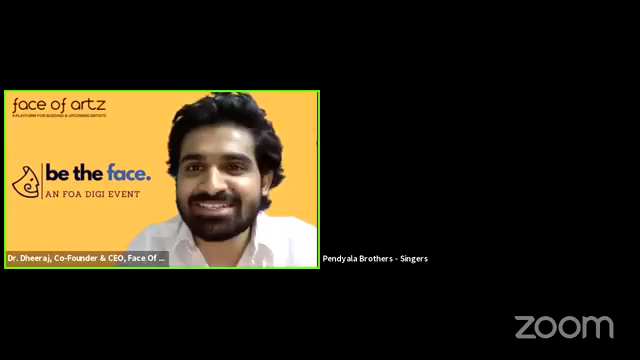 face of artz
A PLATFORM FOR BUDDING & UPCOMING ARTISTS
be the face.
AN FOA DIGI EVENT
Dr. Dheeraj, Co-Founder & CEO, Face Of ...
Pendyala Brothers - Singers
zoom